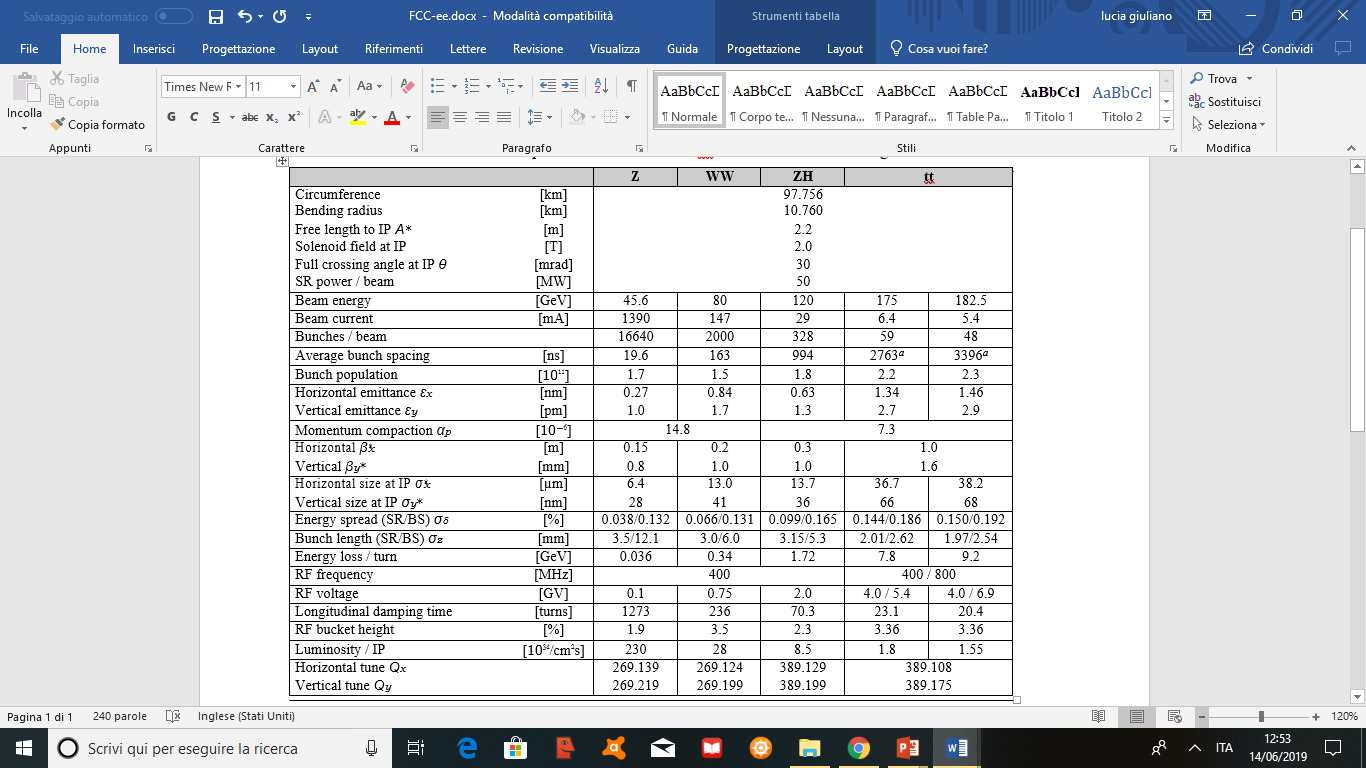 Salvataggio automatico
FCC-ee.docx - Modalità compatibilità
Strumenti tabella
lucia giuliano
File Home Inserisci Progettazione Layout Riferimenti Lettere Revisione Visualizza Guida Progettazione Layout Cosa vuoi fare? Condividi
Incolla
Taglia
Copia
Copia formato
Appunti
Times New R 11
G C S abc x₂ x²
Carattere
Paragrafo
AaBbCcD AaBbCcD AaBbCcD AaBbCcD AaBbCcD AaBbCcI AaBbCcI
¶ Normale ¶ Corpo te... ¶ Nessuna... ¶ Paragraf... ¶ Table Pa... ¶ Titolo 1 Titolo 2
Stili
Trova
Sostituisci
Seleziona
Modifica
Z WW ZH tt
Circumference [km] 97.756
Bending radius [km] 10.760
Free length to IP A* [m] 2.2
Solenoid field at IP [T] 2.0
Full crossing angle at IP θ [mrad] 30
SR power / beam [MW] 50
Beam energy [GeV] 45.6 80 120 175 182.5
Beam current [mA] 1390 147 29 6.4 5.4
Bunches / beam 16640 2000 328 59 48
Average bunch spacing [ns] 19.6 163 994 2763ᵃ 3396ᵃ
Bunch population [10¹¹] 1.7 1.5 1.8 2.2 2.3
Horizontal emittance εx [nm] 0.27 0.84 0.63 1.34 1.46
Vertical emittance εy [pm] 1.0 1.7 1.3 2.7 2.9
Momentum compaction αp [10⁻⁶] 14.8 7.3
Horizontal βx* [m] 0.15 0.2 0.3 1.0
Vertical βy* [mm] 0.8 1.0 1.0 1.6
Horizontal size at IP σx* [µm] 6.4 13.0 13.7 36.7 38.2
Vertical size at IP σy* [nm] 28 41 36 66 68
Energy spread (SR/BS) σδ [%] 0.038/0.132 0.066/0.131 0.099/0.165 0.144/0.186 0.150/0.192
Bunch length (SR/BS) σz [mm] 3.5/12.1 3.0/6.0 3.15/5.3 2.01/2.62 1.97/2.54
Energy loss / turn [GeV] 0.036 0.34 1.72 7.8 9.2
RF frequency [MHz] 400 400 / 800
RF voltage [GV] 0.1 0.75 2.0 4.0 / 5.4 4.0 / 6.9
Longitudinal damping time [turns] 1273 236 70.3 23.1 20.4
RF bucket height [%] 1.9 3.5 2.3 3.36 3.36
Luminosity / IP [10³⁴/cm²s] 230 28 8.5 1.8 1.55
Horizontal tune Qx 269.139 269.124 389.129 389.108
Vertical tune Qy 269.219 269.199 389.199 389.175
Pagina 1 di 1 240 parole Inglese (Stati Uniti) 120%
Scrivi qui per eseguire la ricerca
ITA
12:53
14/06/2019